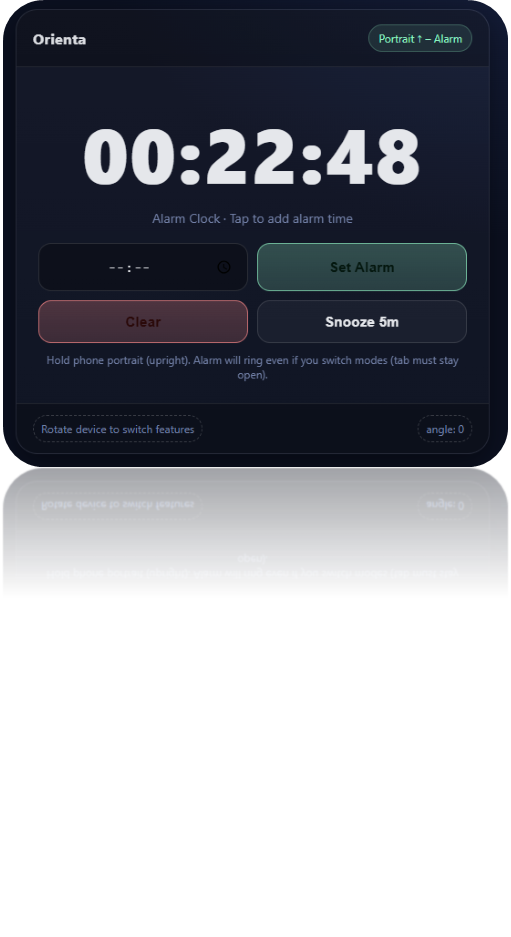 Orienta
Portrait ↑ – Alarm
00:22:48
Alarm Clock · Tap to add alarm time
--:--
Set Alarm
Clear
Snooze 5m
Hold phone portrait (upright). Alarm will ring even if you switch modes (tab must stay
open).
Rotate device to switch features
angle: 0